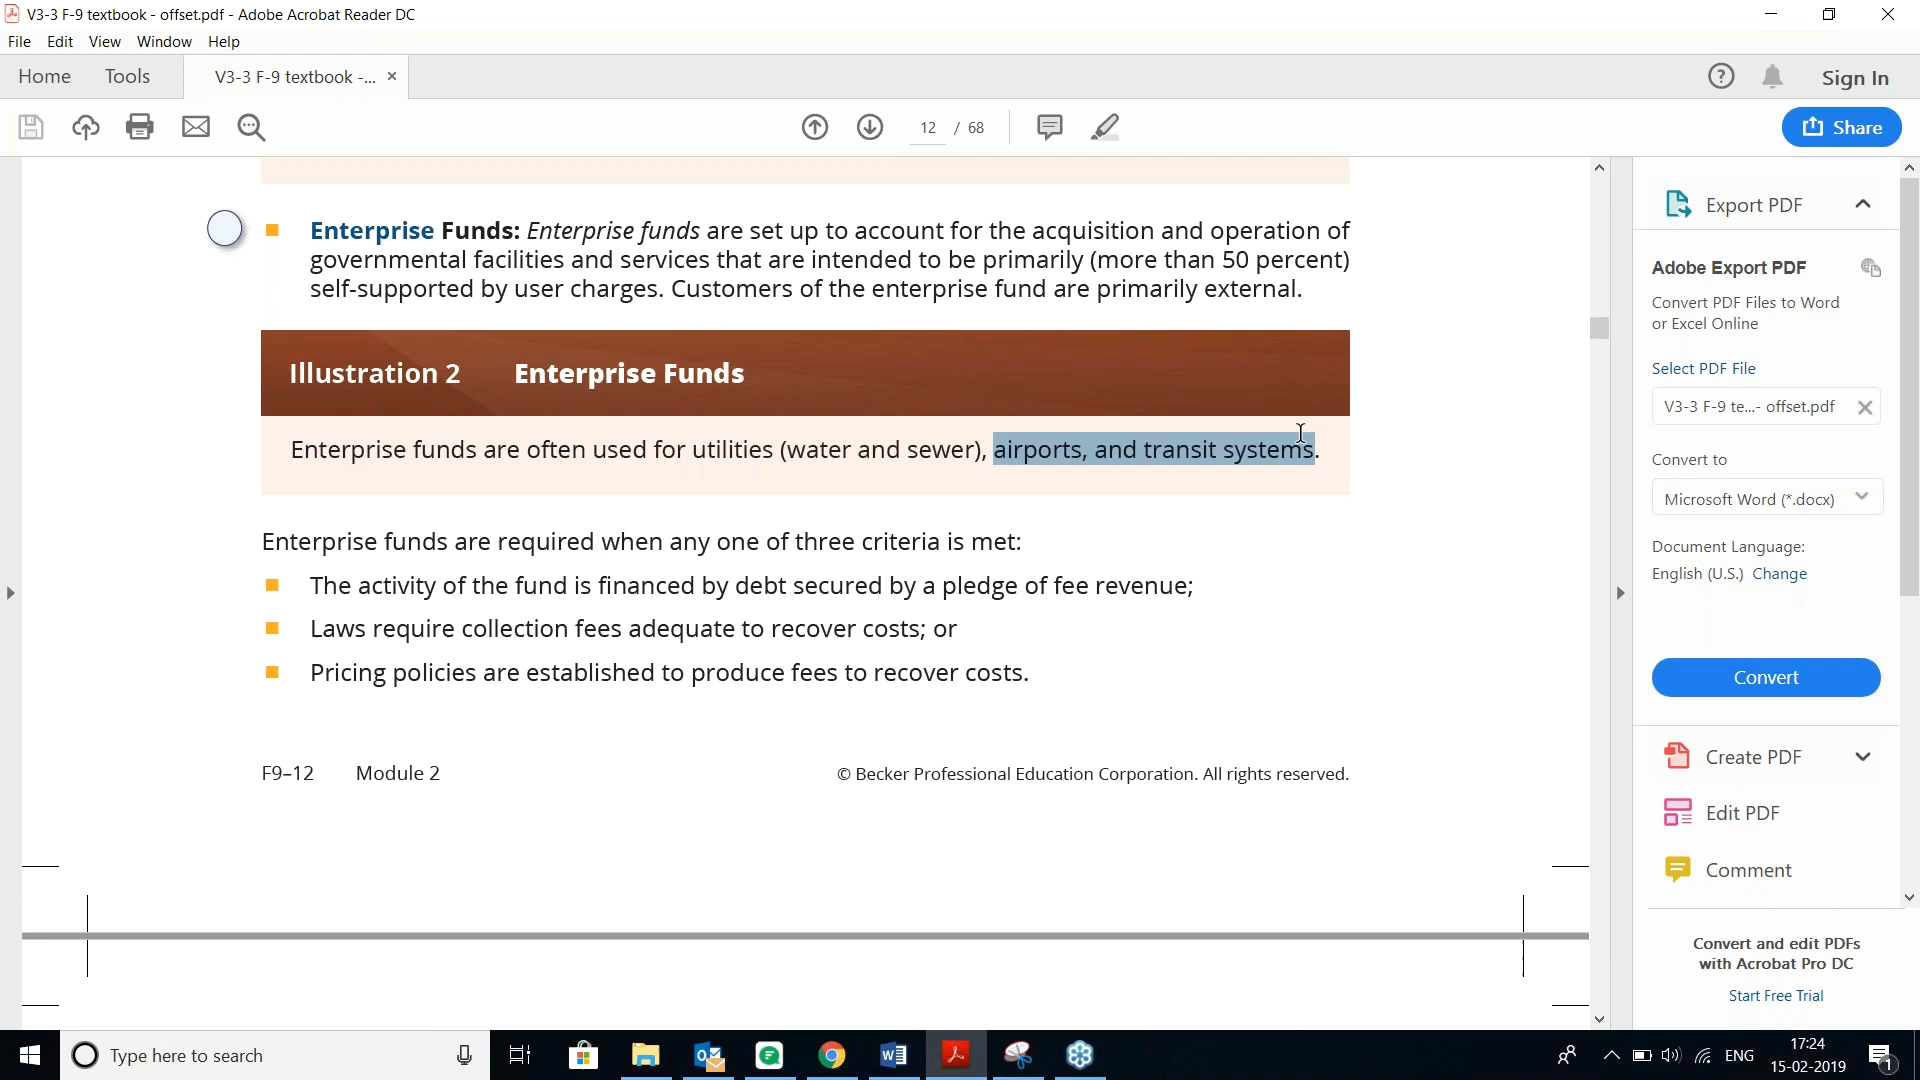 V3-3 F-9 textbook - offset.pdf - Adobe Acrobat Reader DC
File Edit View Window Help
Home Tools V3-3 F-9 textbook -... × Sign In
12 / 68 Share
Enterprise Funds: Enterprise funds are set up to account for the acquisition and operation of
governmental facilities and services that are intended to be primarily (more than 50 percent)
self-supported by user charges. Customers of the enterprise fund are primarily external.
Illustration 2 Enterprise Funds
Enterprise funds are often used for utilities (water and sewer), airports, and transit systems.
Enterprise funds are required when any one of three criteria is met:
The activity of the fund is financed by debt secured by a pledge of fee revenue;
Laws require collection fees adequate to recover costs; or
Pricing policies are established to produce fees to recover costs.
F9–12 Module 2 © Becker Professional Education Corporation. All rights reserved.
Export PDF
Adobe Export PDF
Convert PDF Files to Word
or Excel Online
Select PDF File
V3-3 F-9 te...- offset.pdf
Convert to
Microsoft Word (*.docx)
Document Language:
English (U.S.) Change
Convert
Create PDF
Edit PDF
Comment
Convert and edit PDFs
with Acrobat Pro DC
Start Free Trial
Type here to search
ENG
17:24
15-02-2019
1